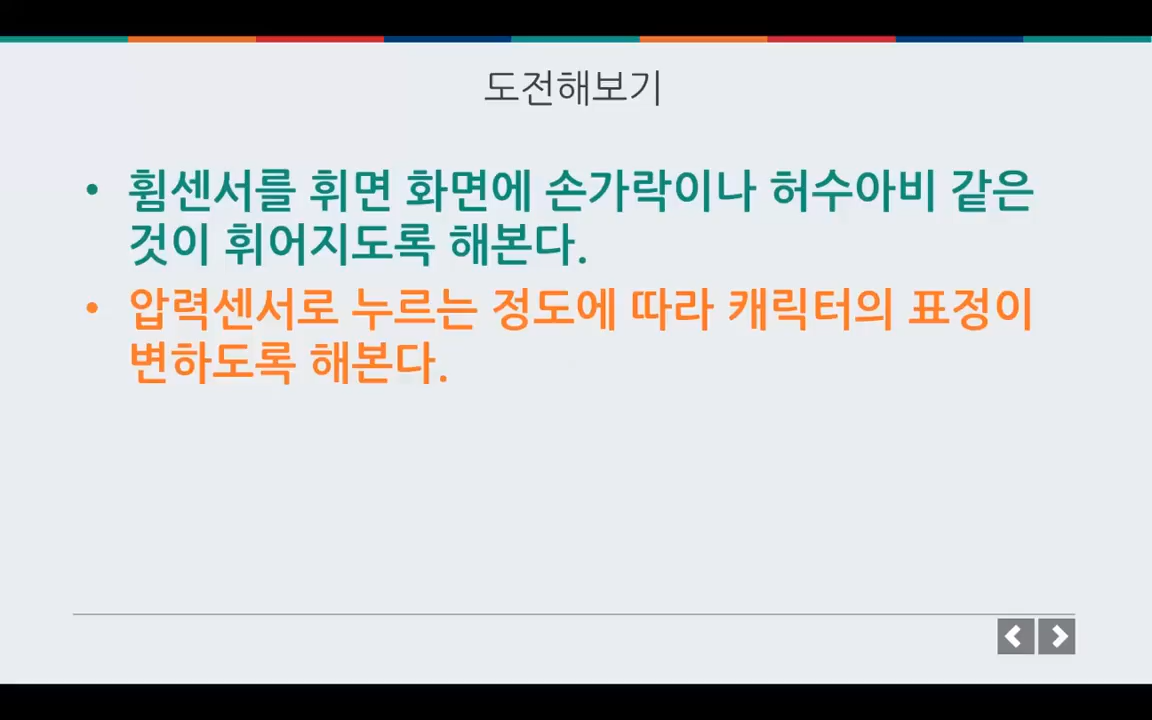 도전해보기
• 휨센서를 휘면 화면에 손가락이나 허수아비 같은
것이 휘어지도록 해본다.
• 압력센서로 누르는 정도에 따라 캐릭터의 표정이
변하도록 해본다.